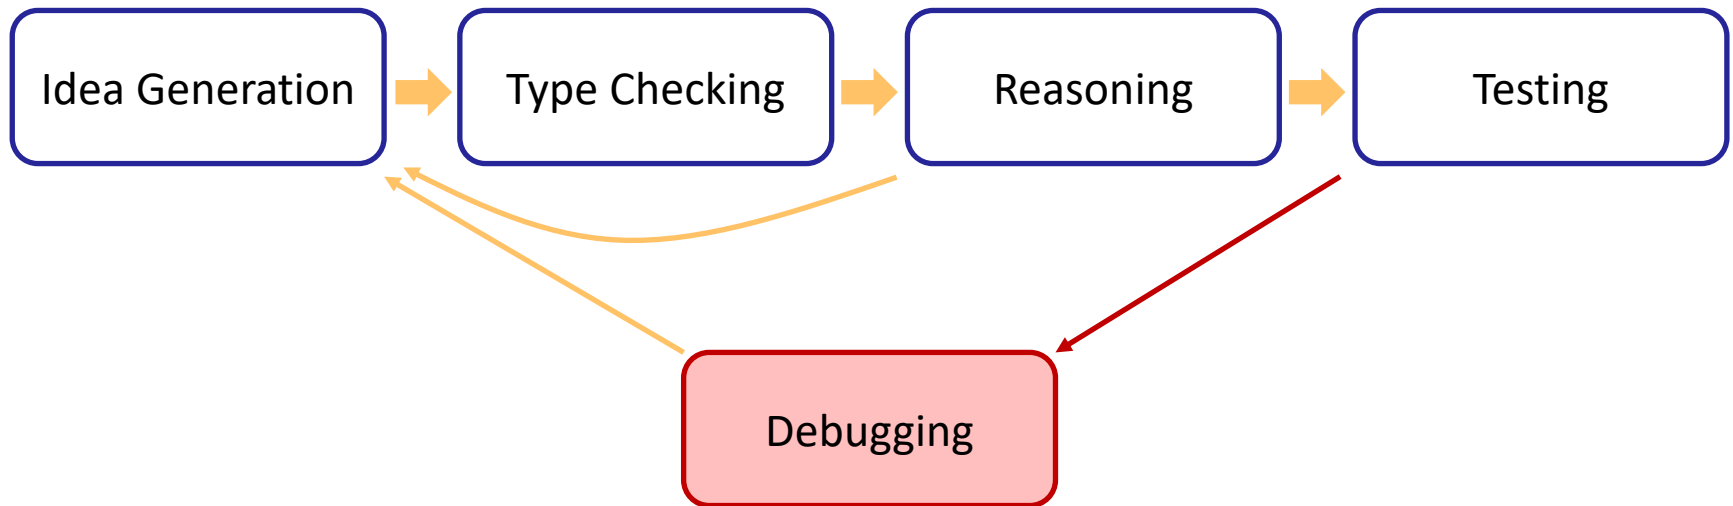 Idea Generation
Type Checking
Reasoning
Testing
Debugging